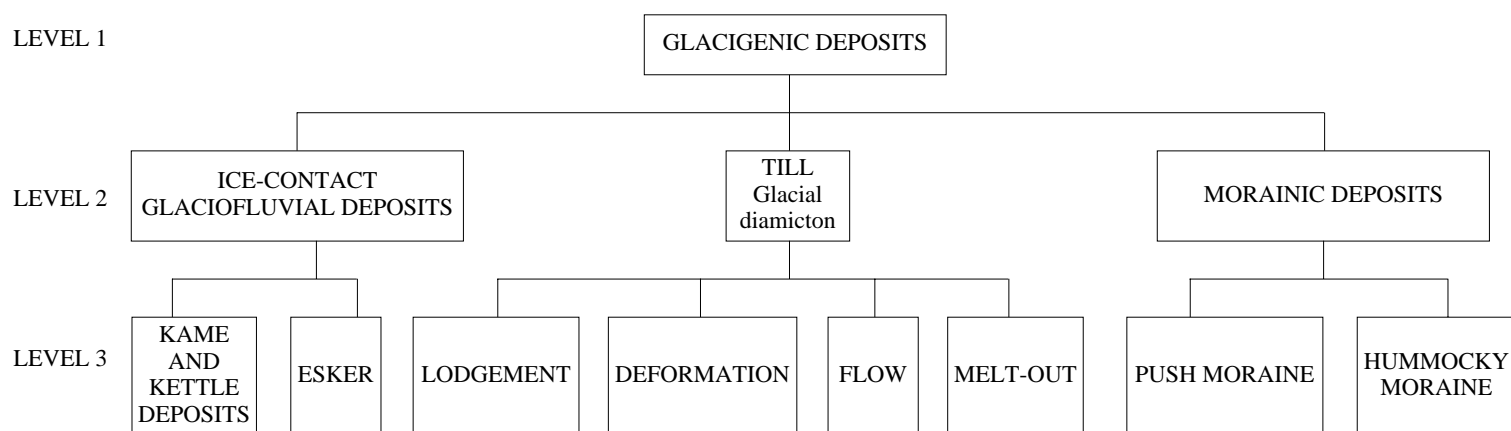 LEVEL 1
GLACIGENIC DEPOSITS
LEVEL 2
ICE-CONTACT
GLACIOFLUVIAL DEPOSITS
TILL
Glacial
diamicton
MORAINIC DEPOSITS
LEVEL 3
KAME
AND
KETTLE
DEPOSITS
ESKER
LODGEMENT
DEFORMATION
FLOW
MELT-OUT
PUSH MORAINE
HUMMOCKY
MORAINE